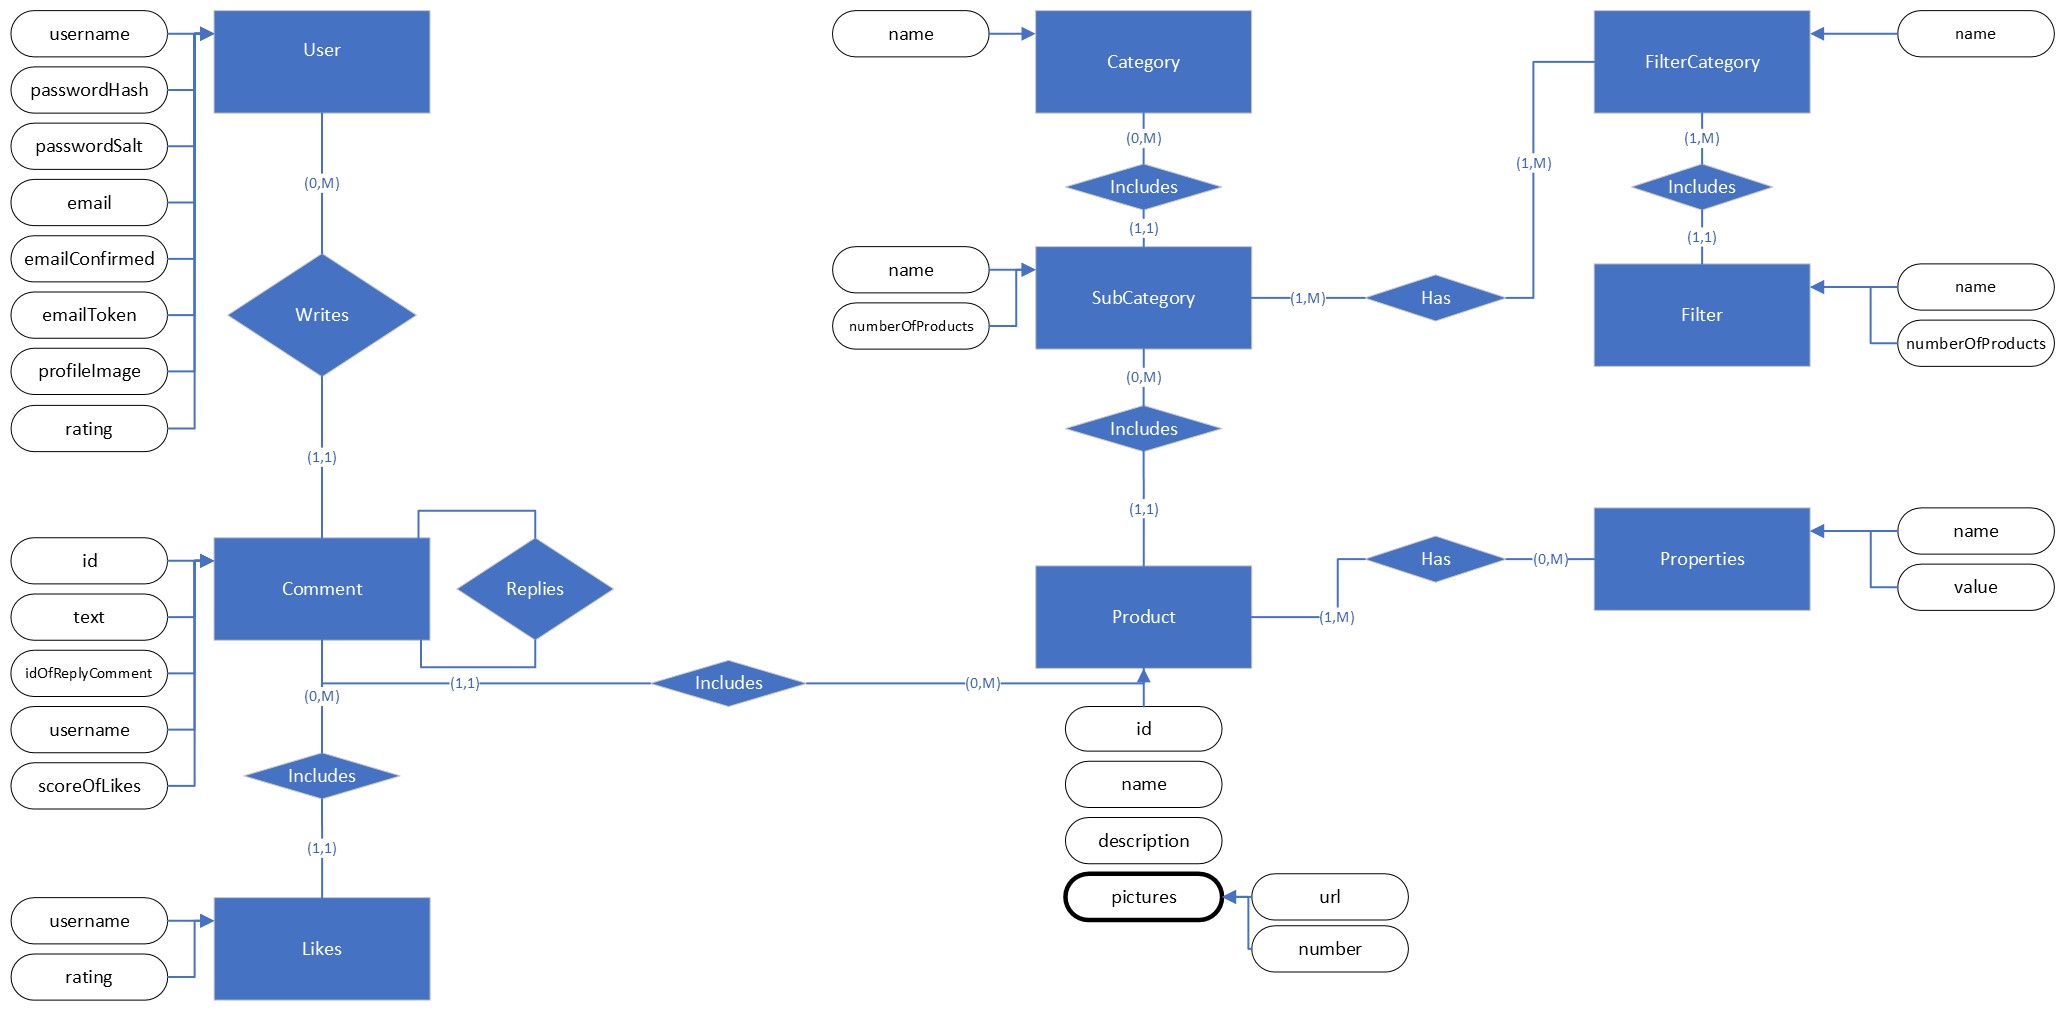 username
passwordHash
passwordSalt
email
emailConfirmed
emailToken
profileImage
rating
User
(0,M)
Writes
(1,1)
id
text
idOfReplyComment
username
scoreOfLikes
Comment
Replies
(0,M)
Includes
(1,1)
username
rating
Likes
(1,1)
Includes
(0,M)
name
Category
(0,M)
Includes
(1,1)
name
numberOfProducts
SubCategory
(1,M)
Has
(1,M)
(0,M)
Includes
(1,1)
Product
id
name
description
pictures
url
number
FilterCategory
name
(1,M)
Includes
(1,1)
Filter
name
numberOfProducts
(1,M)
Has
(0,M)
Properties
name
value